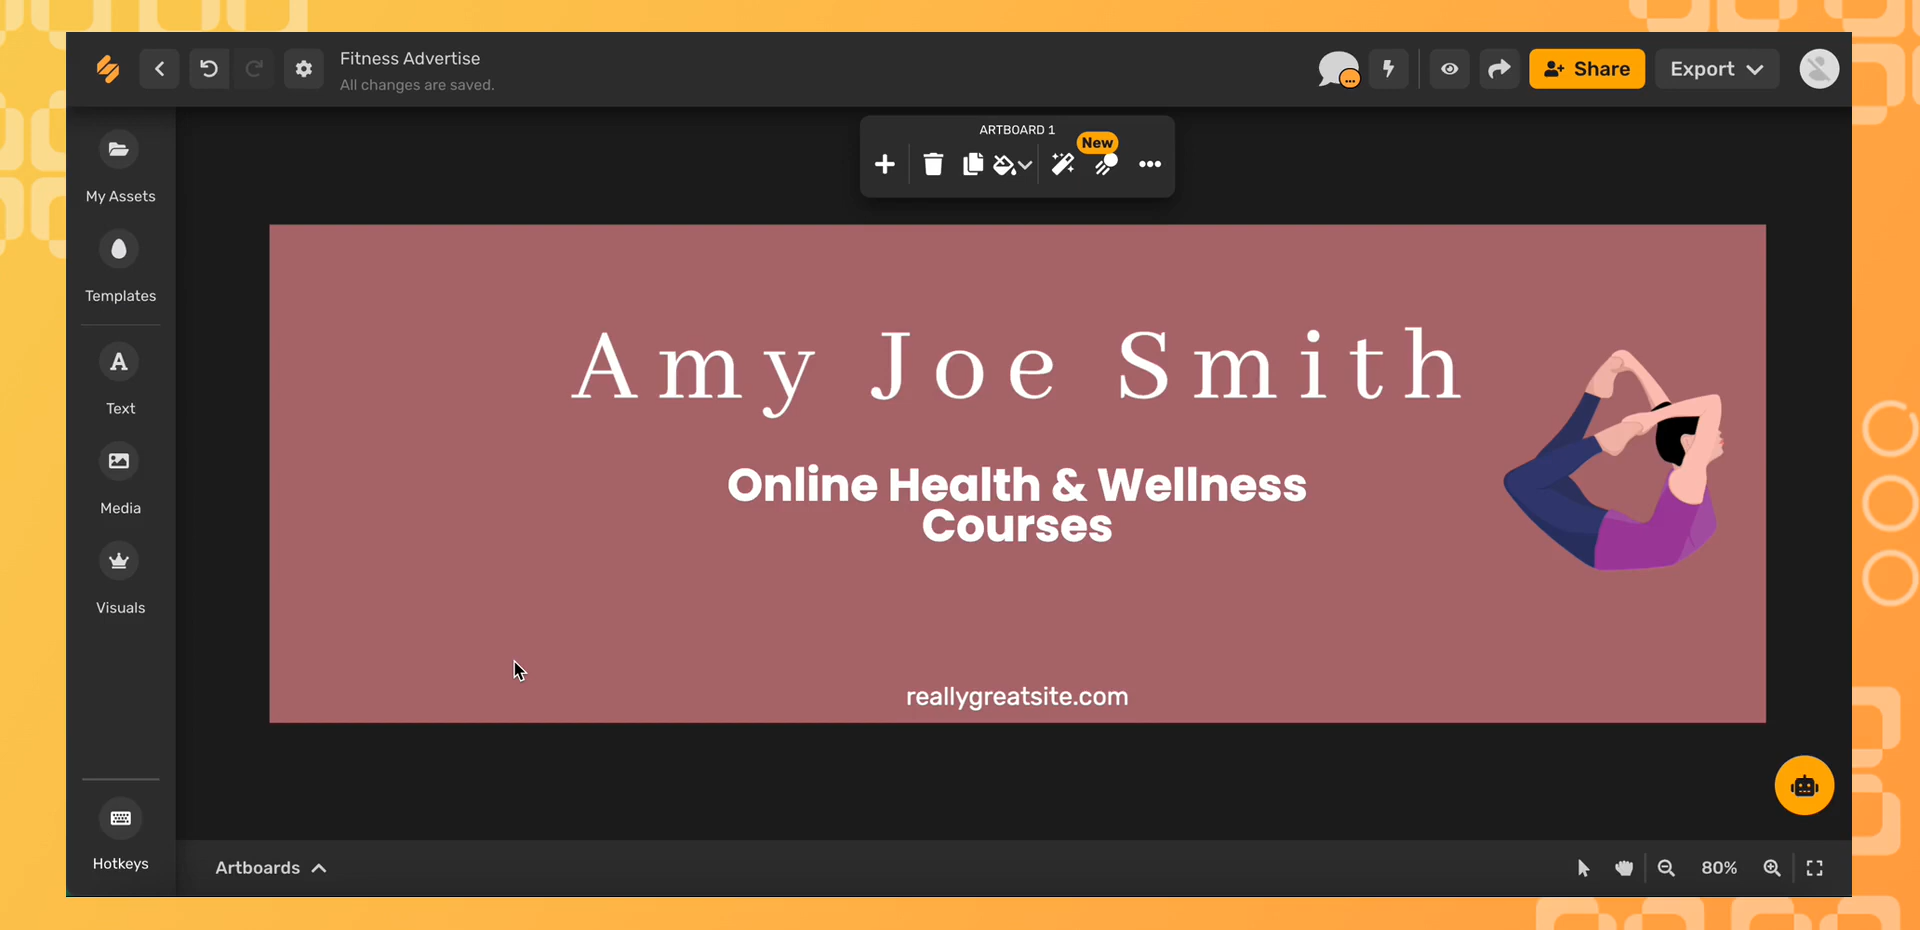 Fitness Advertise
All changes are saved.
Share
Export
ARTBOARD 1
New
My Assets
Templates
Text
Media
Visuals
Hotkeys
Amy Joe Smith
Online Health & Wellness
Courses
reallygreatsite.com
Artboards
80%